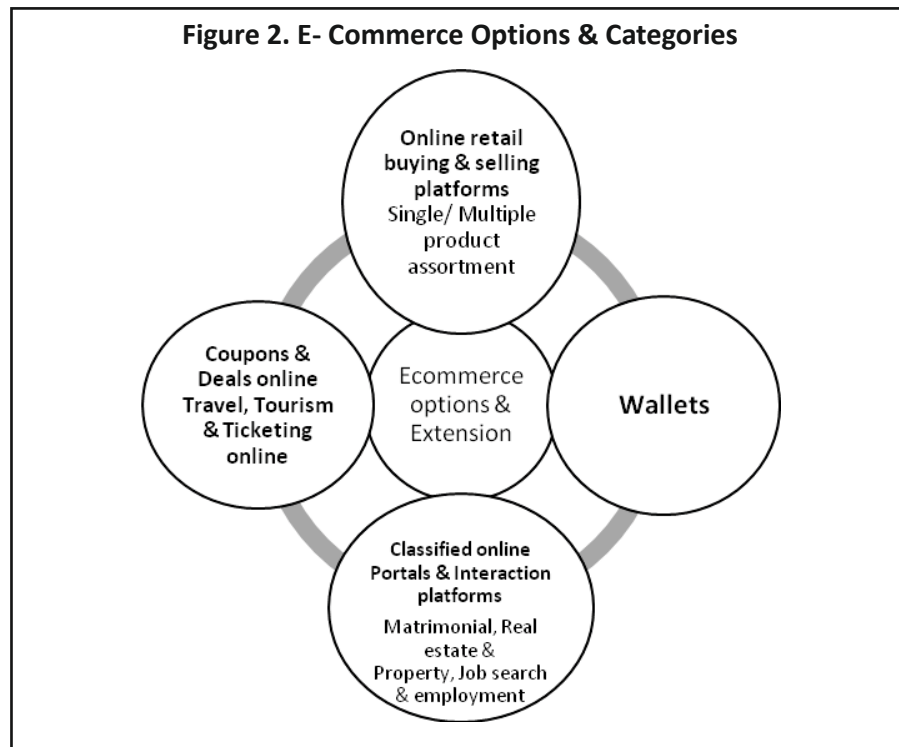 Figure 2. E- Commerce Options & Categories
Online retail
buying & selling
platforms
Single/ Multiple
product
assortment
Coupons &
Deals online
Travel, Tourism
& Ticketing
online
Ecommerce
options &
Extension
Wallets
Classified online
Portals & Interaction
platforms
Matrimonial, Real
estate &
Property, Job search
& employment